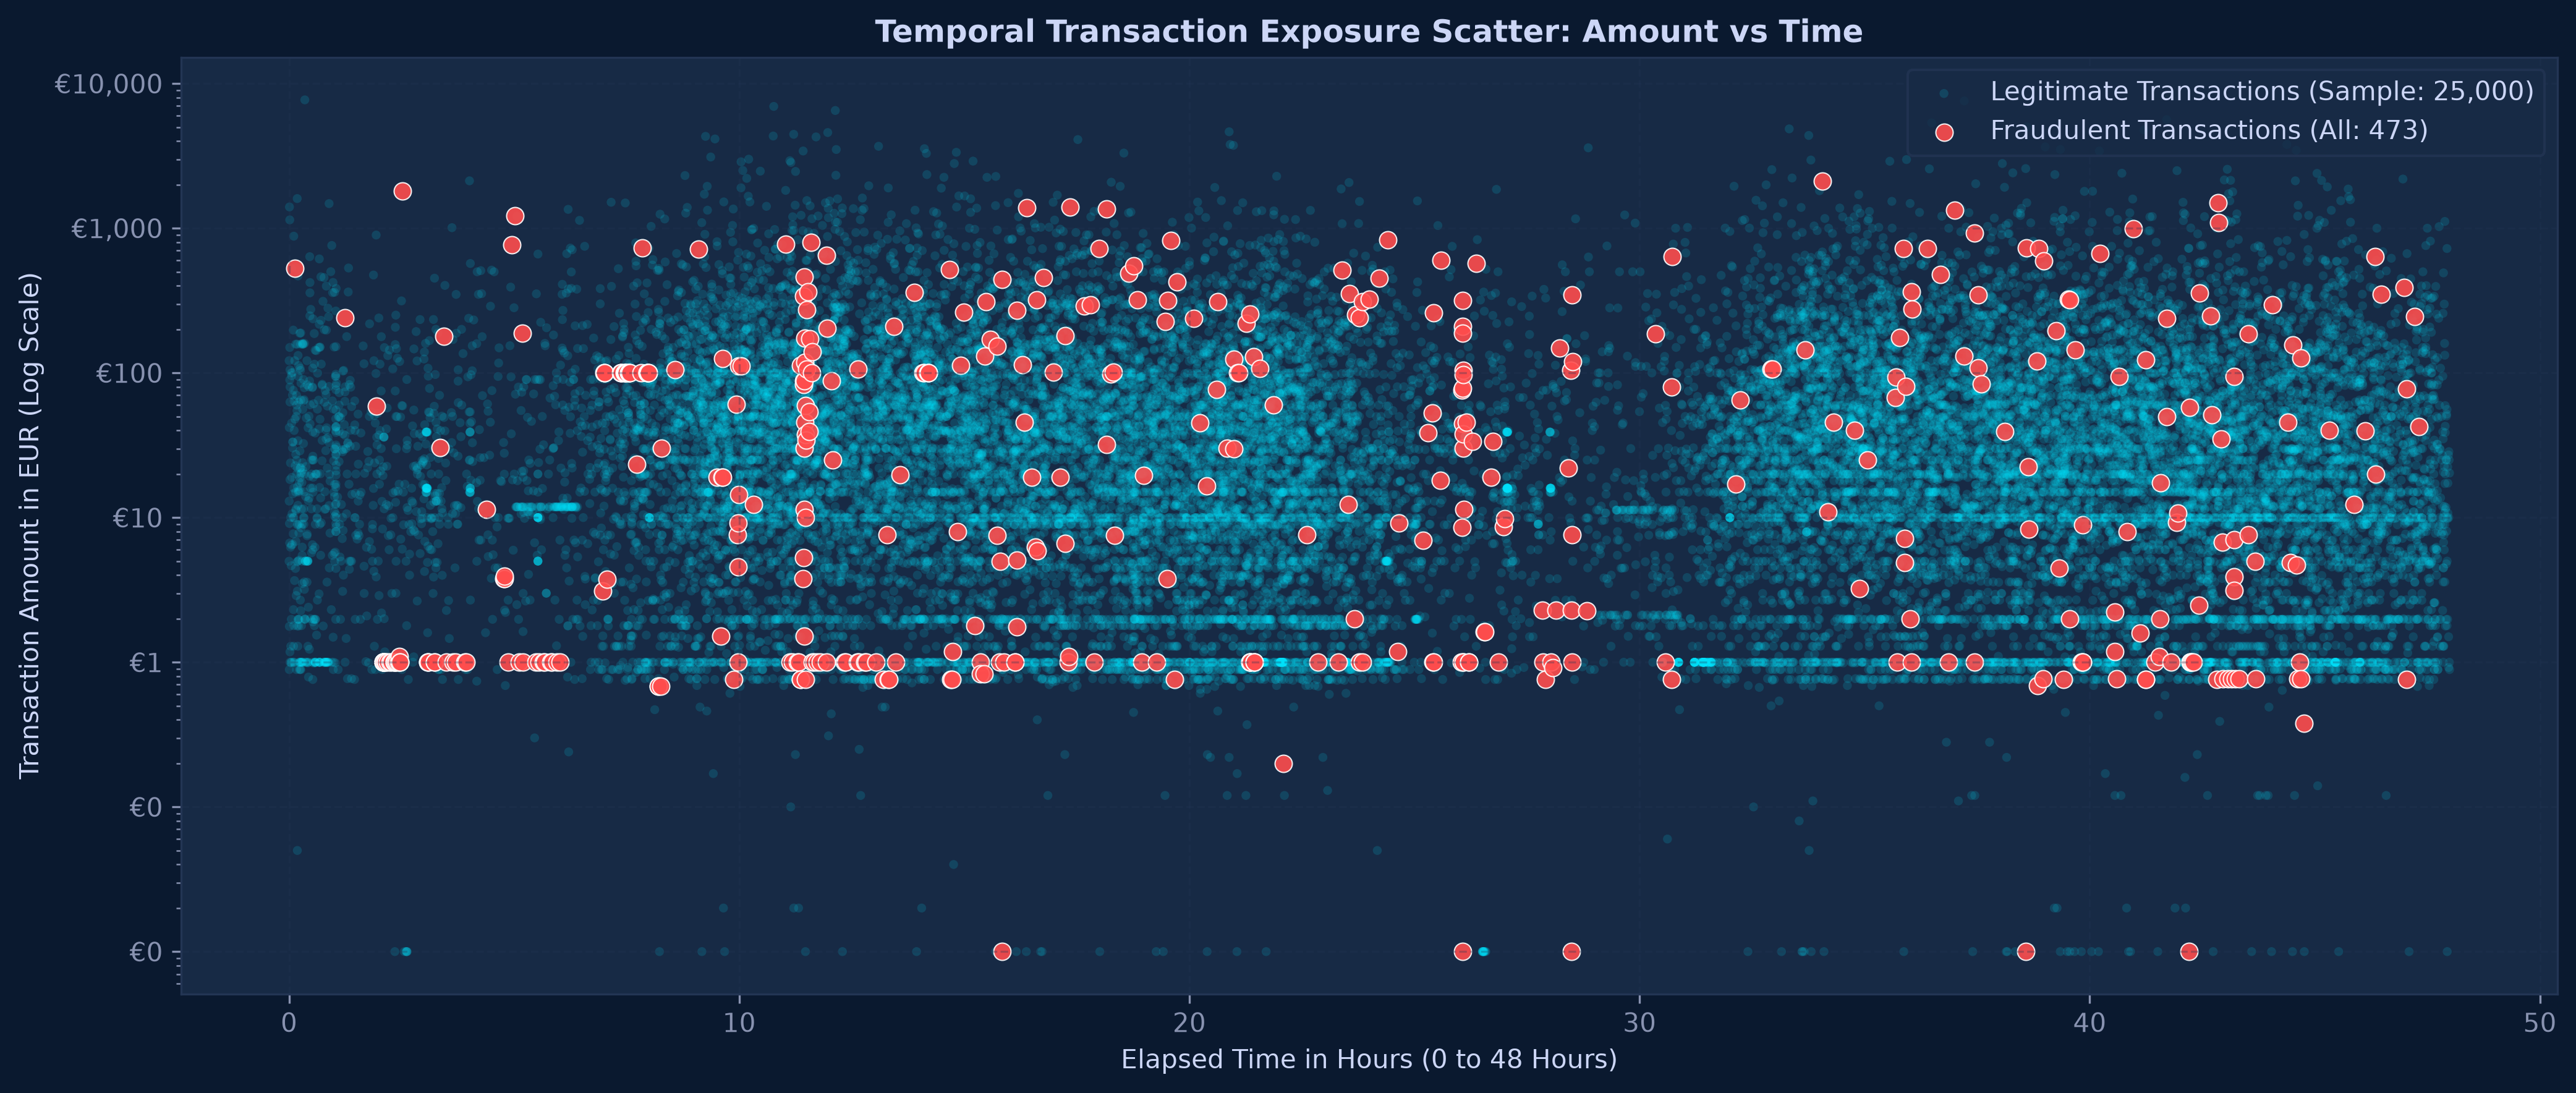 Temporal Transaction Exposure Scatter: Amount vs Time
Legitimate Transactions (Sample: 25,000)
Fraudulent Transactions (All: 473)
Transaction Amount in EUR (Log Scale)
€10,000
€1,000
€100
€10
€1
€0
€0
0
10
20
30
40
50
Elapsed Time in Hours (0 to 48 Hours)